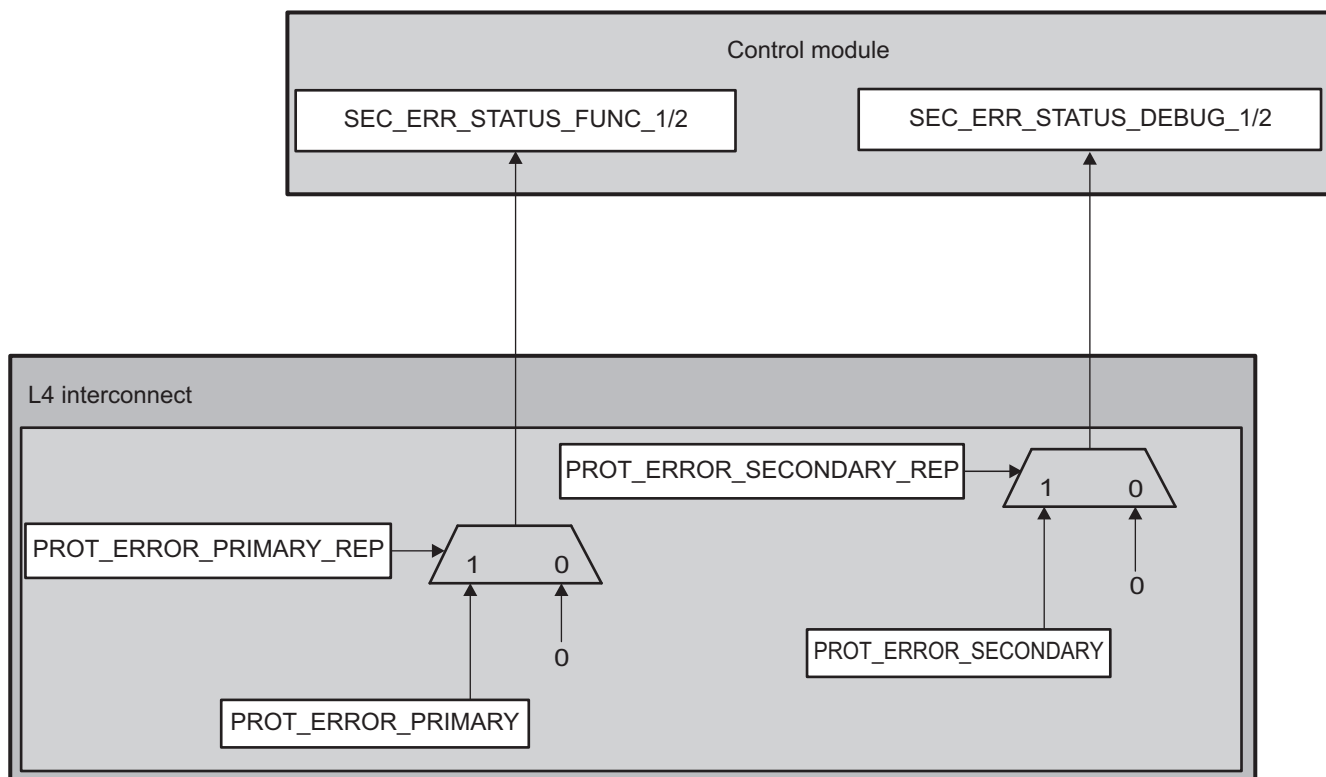 Control module
SEC_ERR_STATUS_FUNC_1/2
SEC_ERR_STATUS_DEBUG_1/2
L4 interconnect
PROT_ERROR_SECONDARY_REP
1 0
PROT_ERROR_PRIMARY_REP
1 0
0
0
PROT_ERROR_SECONDARY
PROT_ERROR_PRIMARY